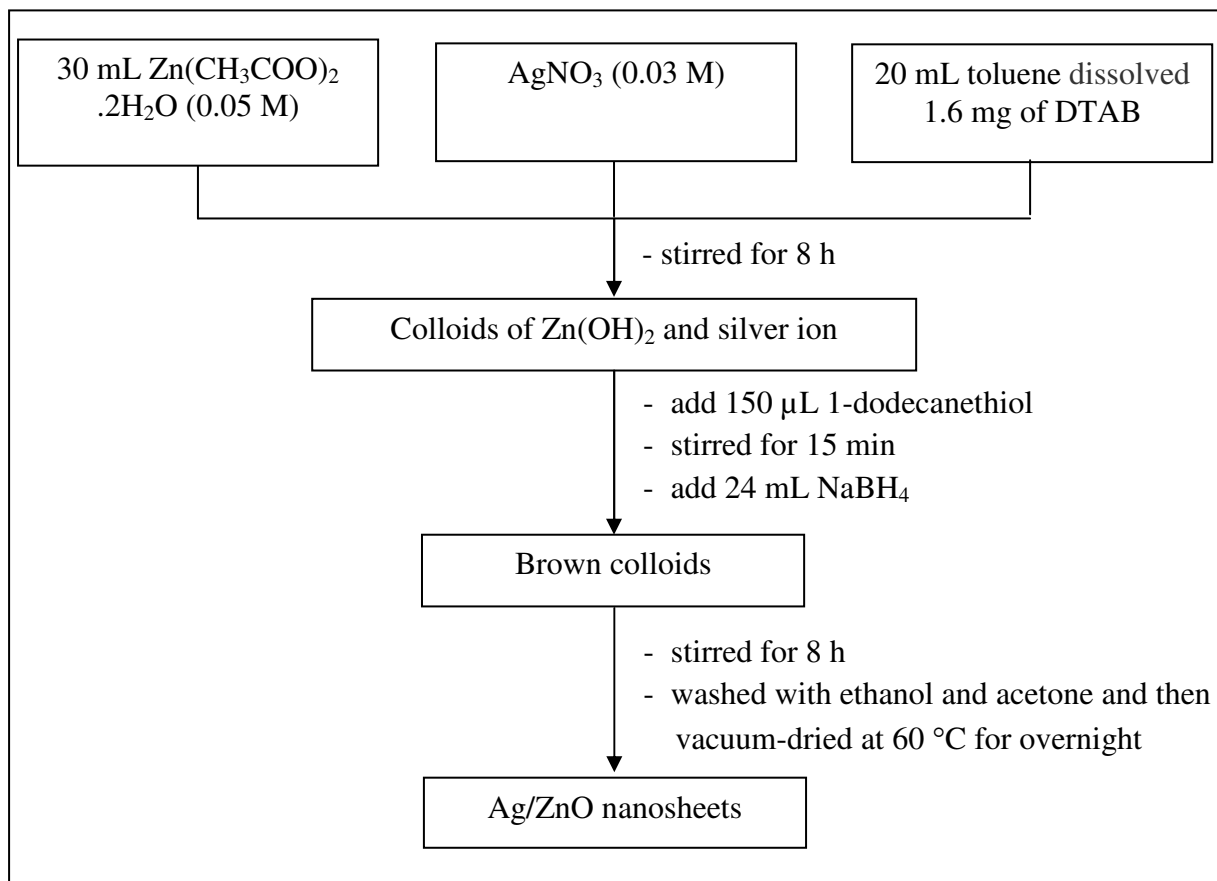 30 mL Zn(CH₃COO)₂
.2H₂O (0.05 M)
AgNO₃ (0.03 M)
20 mL toluene dissolved
1.6 mg of DTAB
- stirred for 8 h
Colloids of Zn(OH)₂ and silver ion
- add 150 µL 1-dodecanethiol
- stirred for 15 min
- add 24 mL NaBH₄
Brown colloids
- stirred for 8 h
- washed with ethanol and acetone and then
vacuum-dried at 60 °C for overnight
Ag/ZnO nanosheets